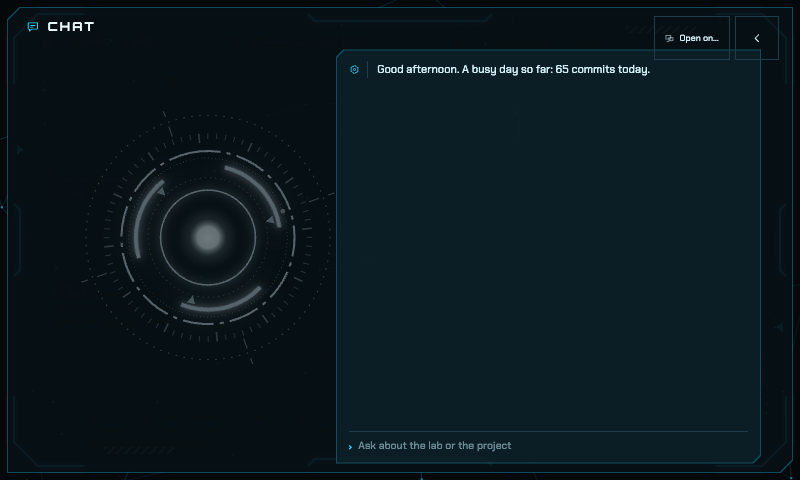 CHAT
Open on...
Good afternoon. A busy day so far: 65 commits today.
Ask about the lab or the project